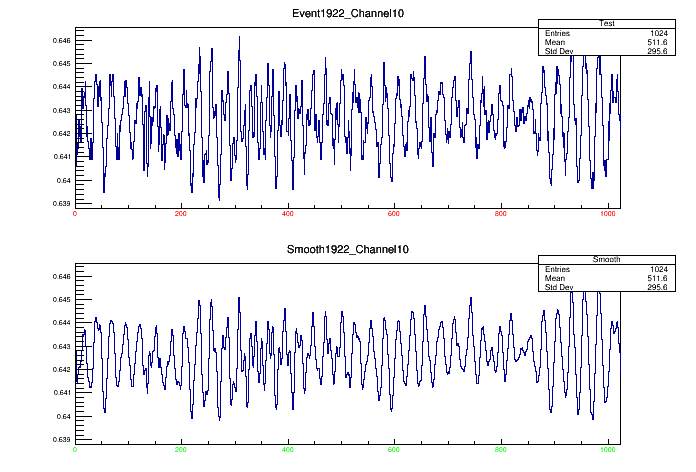 Event1922_Channel10
Test
Entries 1024
Mean 511.6
Std Dev 295.6
0.646
0.645
0.644
0.643
0.642
0.641
0.64
0.639
0 200 400 600 800 1000
Smooth1922_Channel10
Smooth
Entries 1024
Mean 511.6
Std Dev 295.6
0.646
0.645
0.644
0.643
0.642
0.641
0.64
0.639
0 200 400 600 800 1000